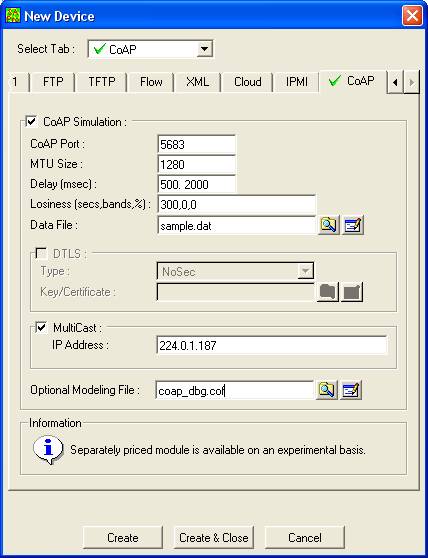 New Device
Select Tab : CoAP
1 FTP TFTP Flow XML Cloud IPMI CoAP
CoAP Simulation :
CoAP Port : 5683
MTU Size : 1280
Delay (msec) : 500. 2000
Losiness (secs,bands,%) : 300,0,0
Data File : sample.dat
DTLS :
Type : NoSec
Key/Certificate :
MultiCast :
IP Address : 224.0.1.187
Optional Modeling File : coap_dbg.cof
Information
Separately priced module is available on an experimental basis.
Create Create & Close Cancel